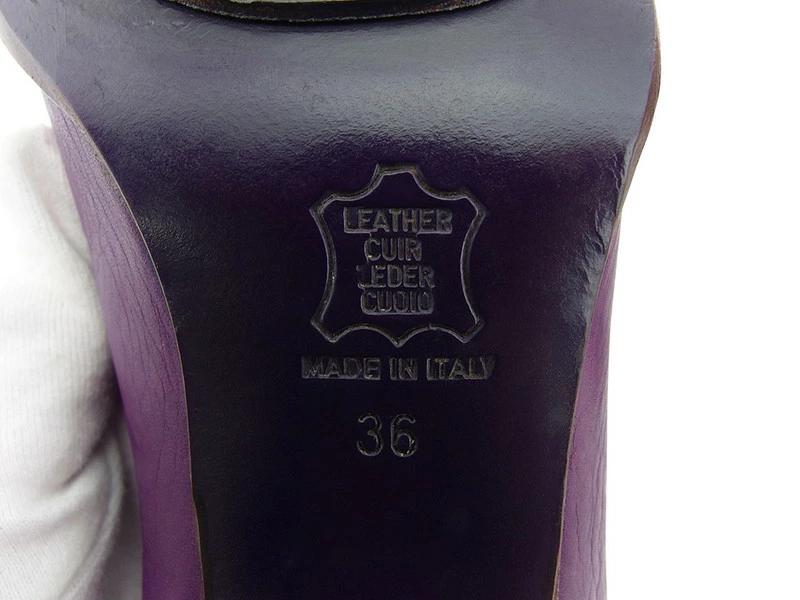 LEATHER
CUIR
LEDER
CUOIO
MADE IN ITALY
36